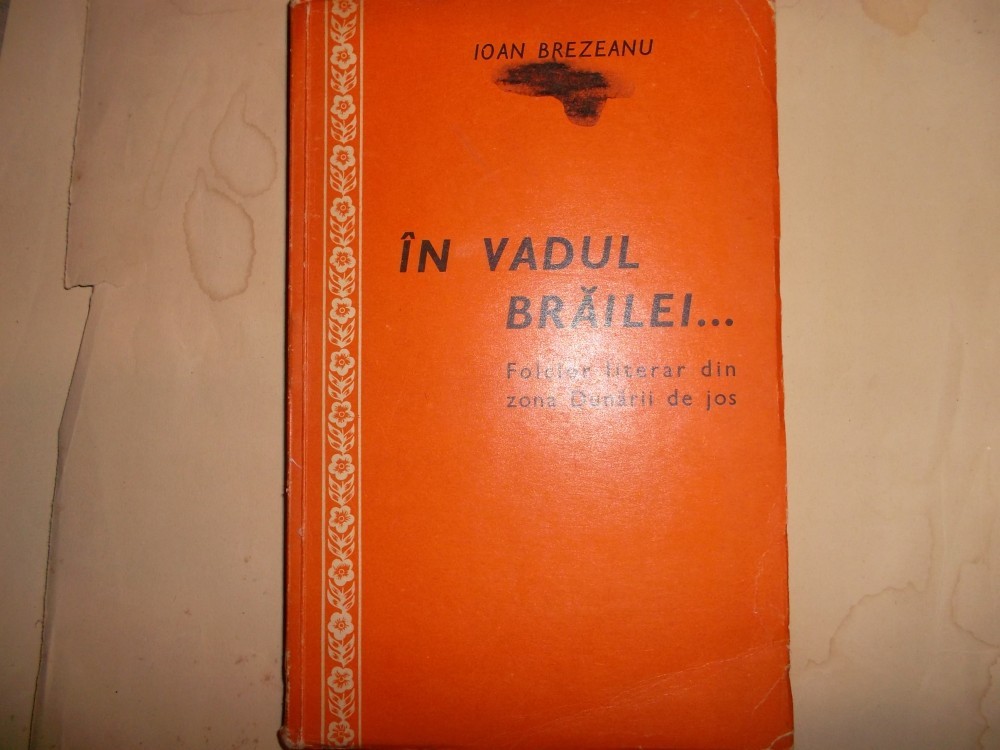 IOAN BREZEANU
ÎN VADUL
BRĂILEI...
Folclor literar din
zona Dunării de jos